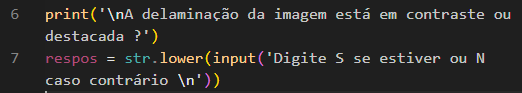 6 print('\nA delaminação da imagem está em contraste ou
destacada ?')
7 respos = str.lower(input('Digite S se estiver ou N
caso contrário \n'))